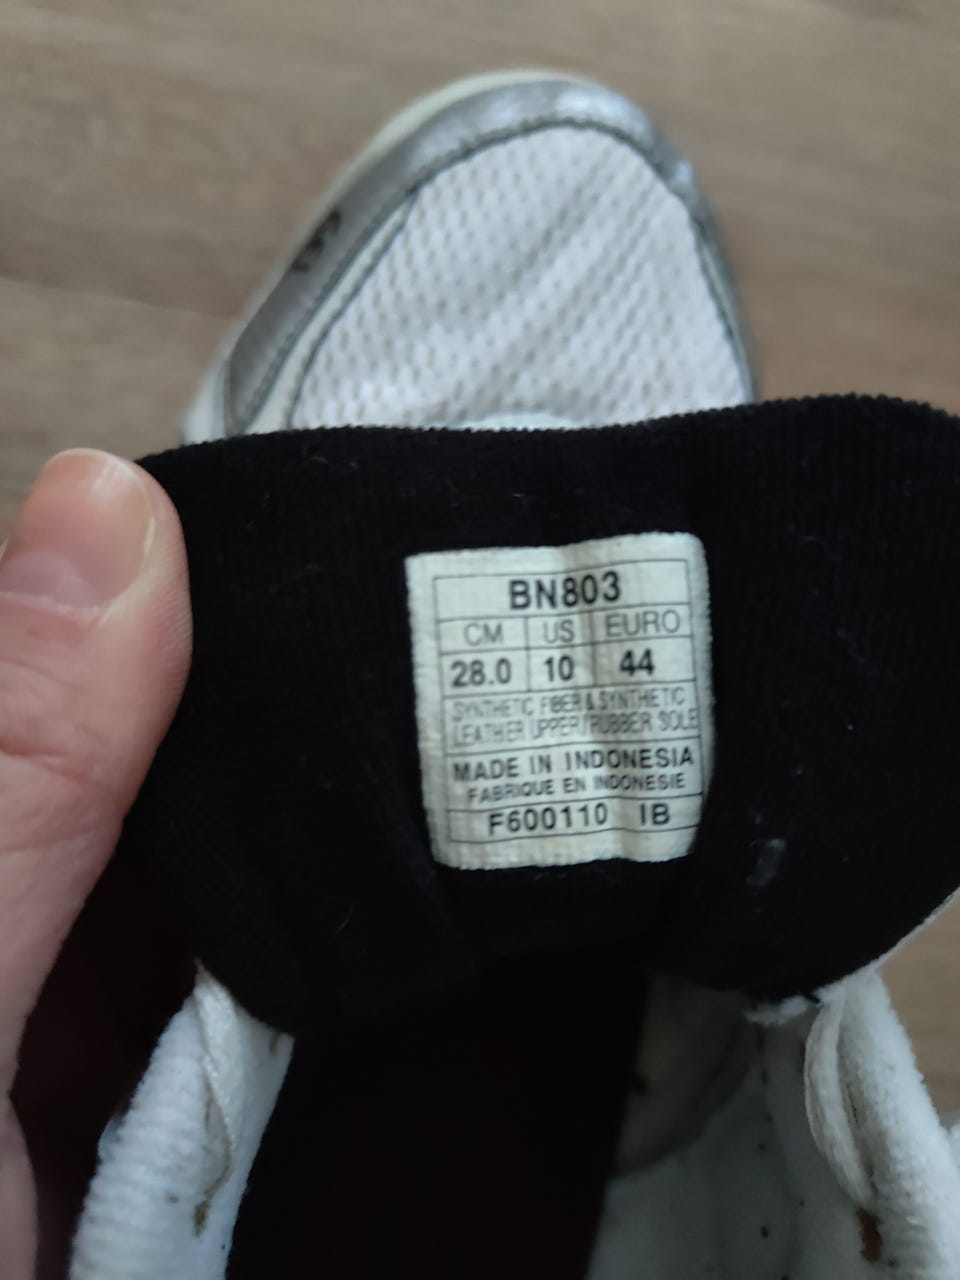 BN803
CM US EURO
28.0 10 44
SYNTHETIC FIBER & SYNTHETIC
LEATHER UPPER/RUBBER SOLE
MADE IN INDONESIA
FABRIQUE EN INDONESIE
F600110 IB